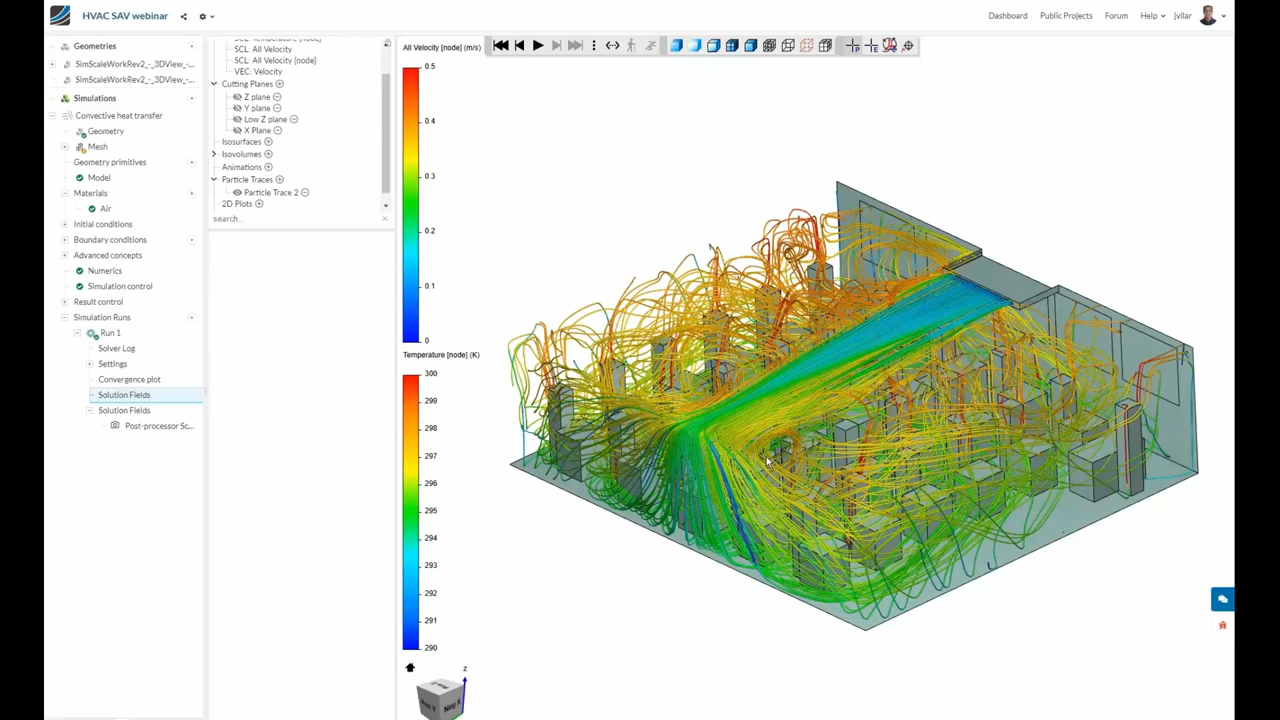 HVAC SAV webinar
Dashboard
Public Projects
Forum
Help
jvllar
Geometries
SimScaleWorkRev2_-_3DView_-...
SimScaleWorkRev2_-_3DView_-...
Simulations
Convective heat transfer
Geometry
Mesh
Geometry primitives
Model
Materials
Air
Initial conditions
Boundary conditions
Advanced concepts
Numerics
Simulation control
Result control
Simulation Runs
Run 1
Solver Log
Settings
Convergence plot
Solution Fields
Solution Fields
Post-processor Sc...
SCL: All Velocity
SCL: All Velocity [node]
VEC: Velocity
Cutting Planes
Z plane
Y plane
Low Z plane
X Plane
Isosurfaces
Isovolumes
Animations
Particle Traces
Particle Trace 2
2D Plots
search...
All Velocity [node] (m/s)
0.5
0.4
0.3
0.2
0.1
0
Temperature [node] (K)
300
299
298
297
296
295
294
293
292
291
290
z